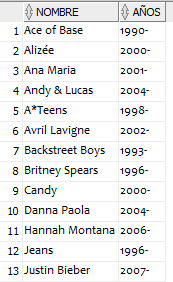 NOMBRE AÑOS
1 Ace of Base 1990-
2 Alizée 2000-
3 Ana María 2001-
4 Andy & Lucas 2004-
5 A*Teens 1998-
6 Avril Lavigne 2002-
7 Backstreet Boys 1993-
8 Britney Spears 1996-
9 Candy 2000-
10 Danna Paola 2004-
11 Hannah Montana 2006-
12 Jeans 1996-
13 Justin Bieber 2007-